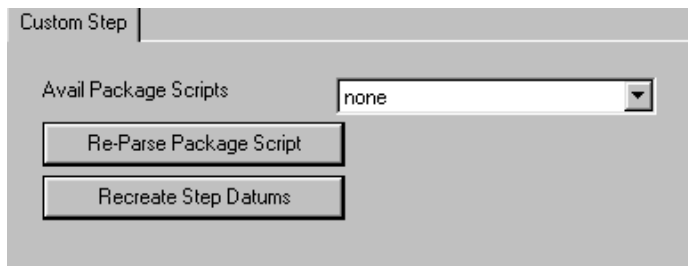 Custom Step
Avail Package Scripts
none
Re-Parse Package Script
Recreate Step Datums